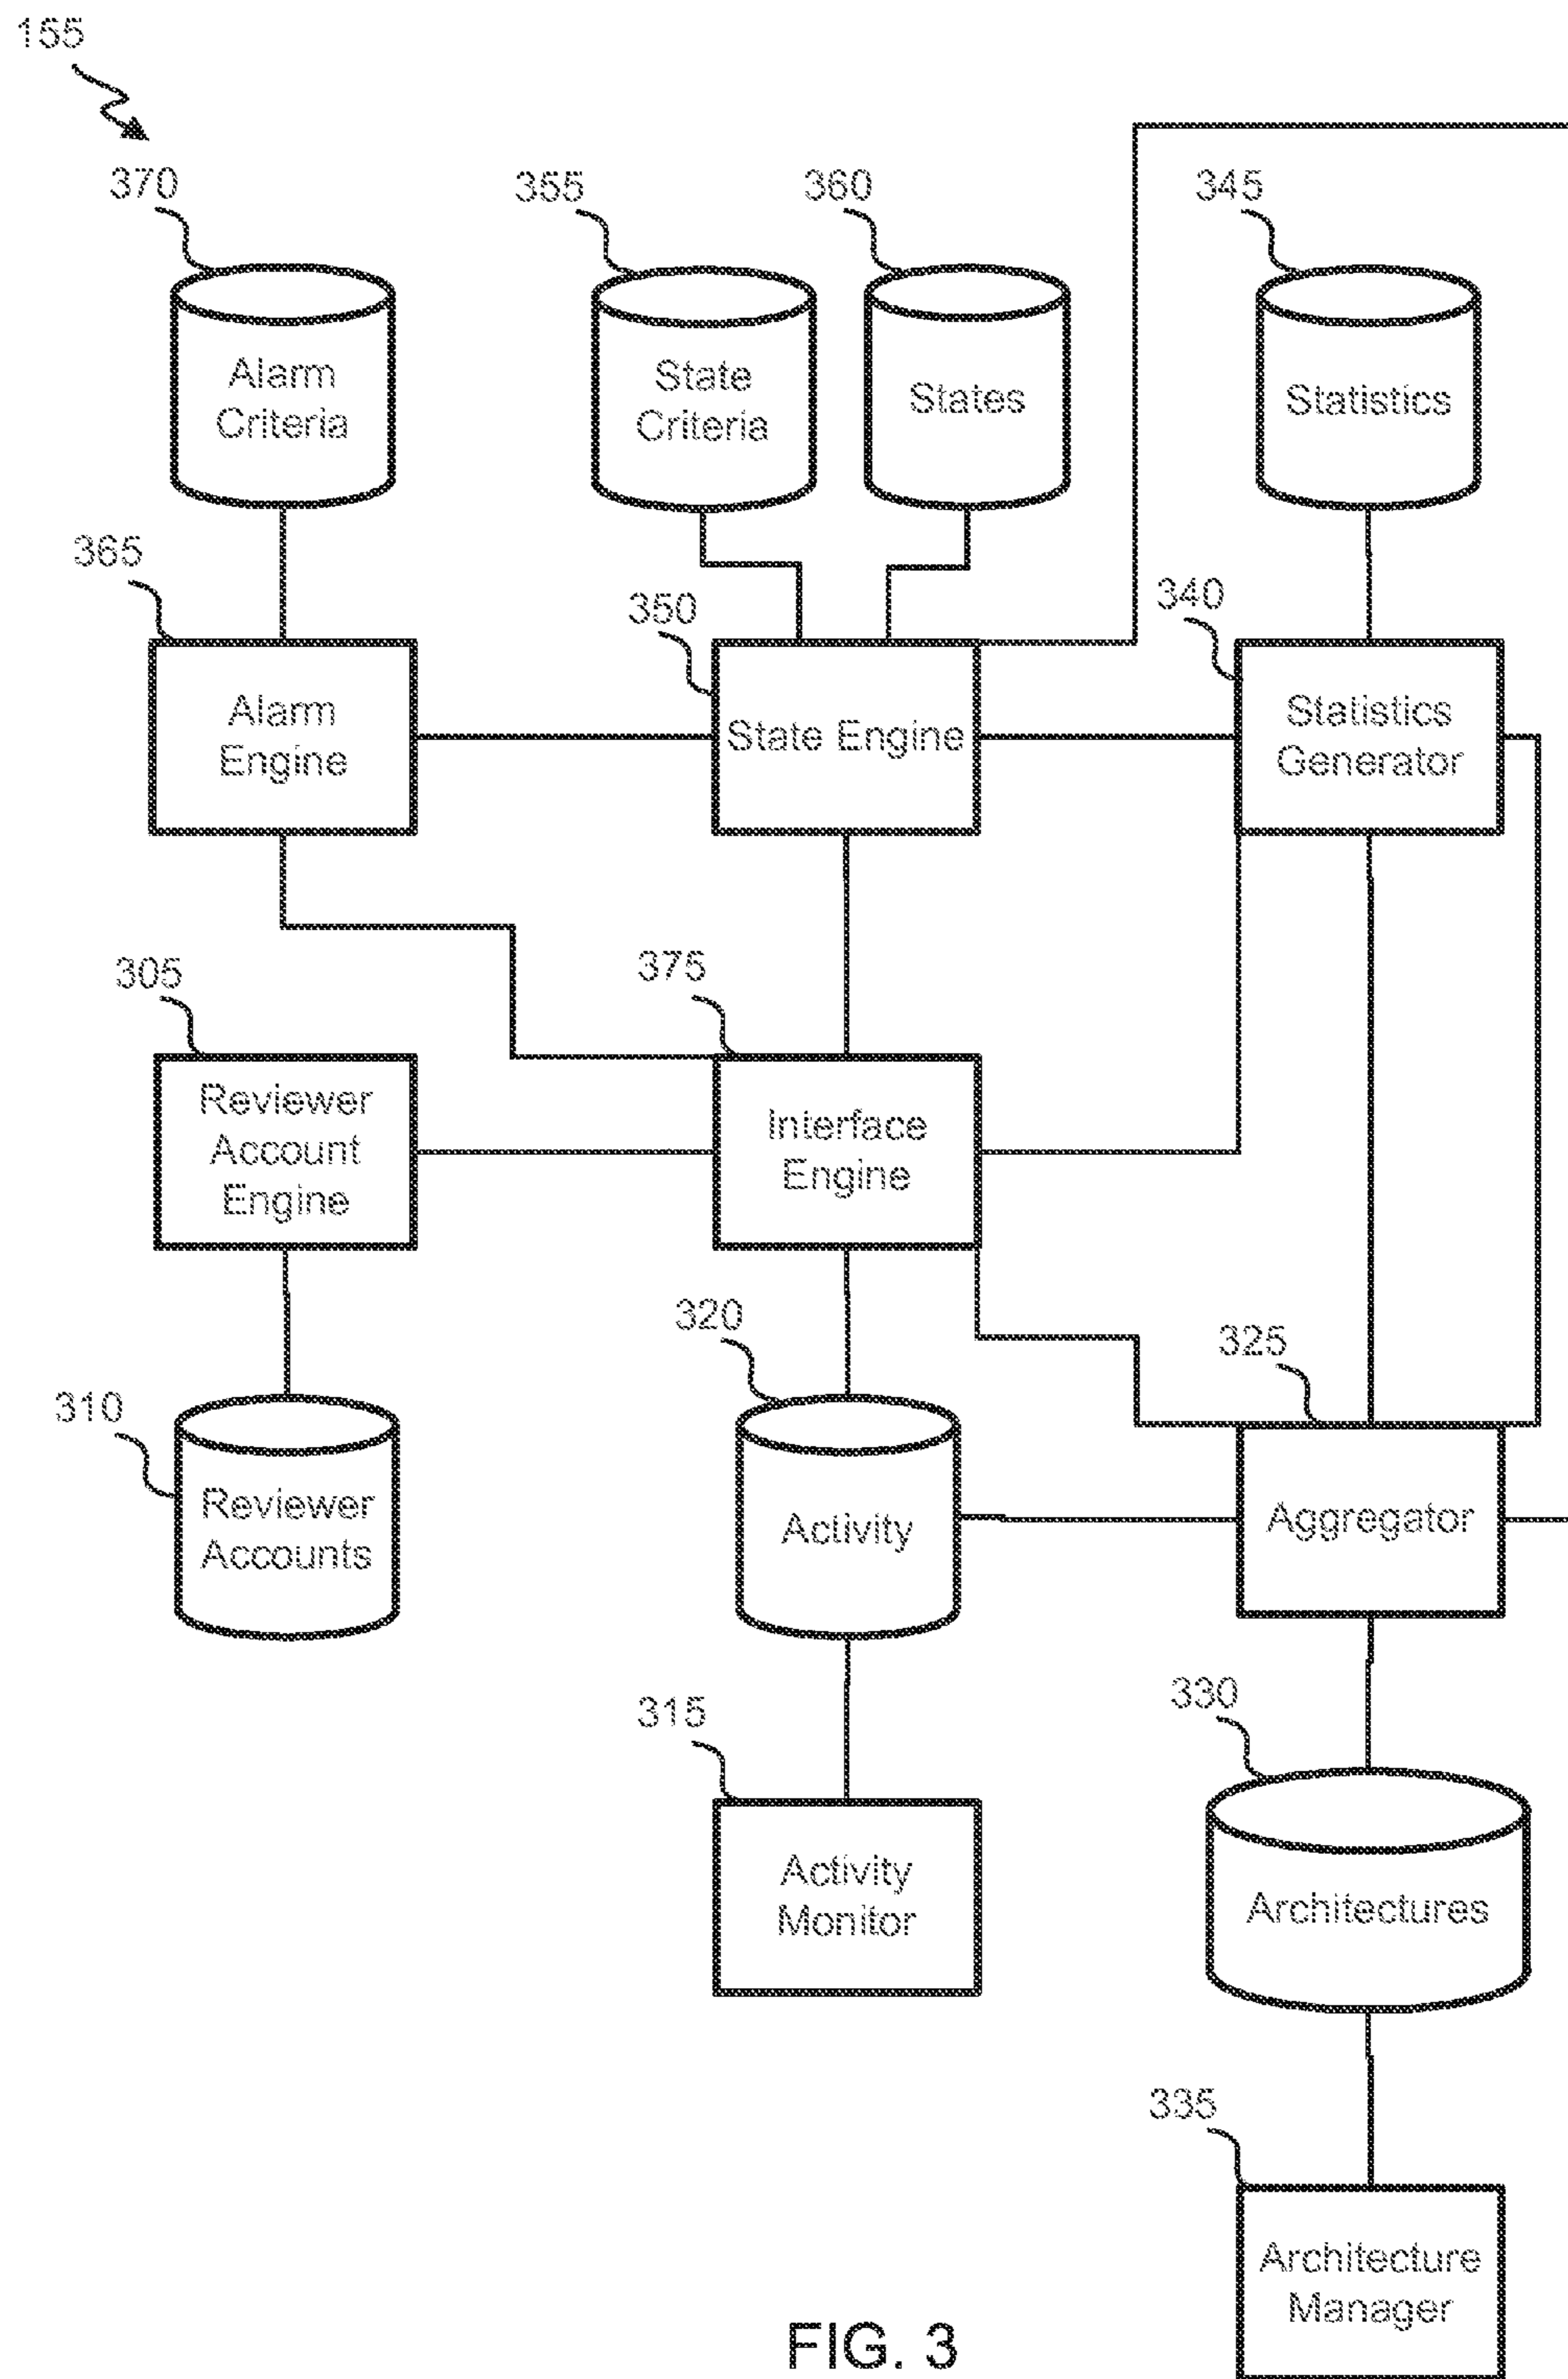 155
370
355
360
345
Alarm
Criteria
State
Criteria
States
Statistics
365
350
340
Alarm
Engine
State Engine
Statistics
Generator
305
375
Reviewer
Account
Engine
Interface
Engine
320
325
310
Reviewer
Accounts
Activity
Aggregator
315
330
Activity
Monitor
Architectures
335
Architecture
Manager
FIG. 3